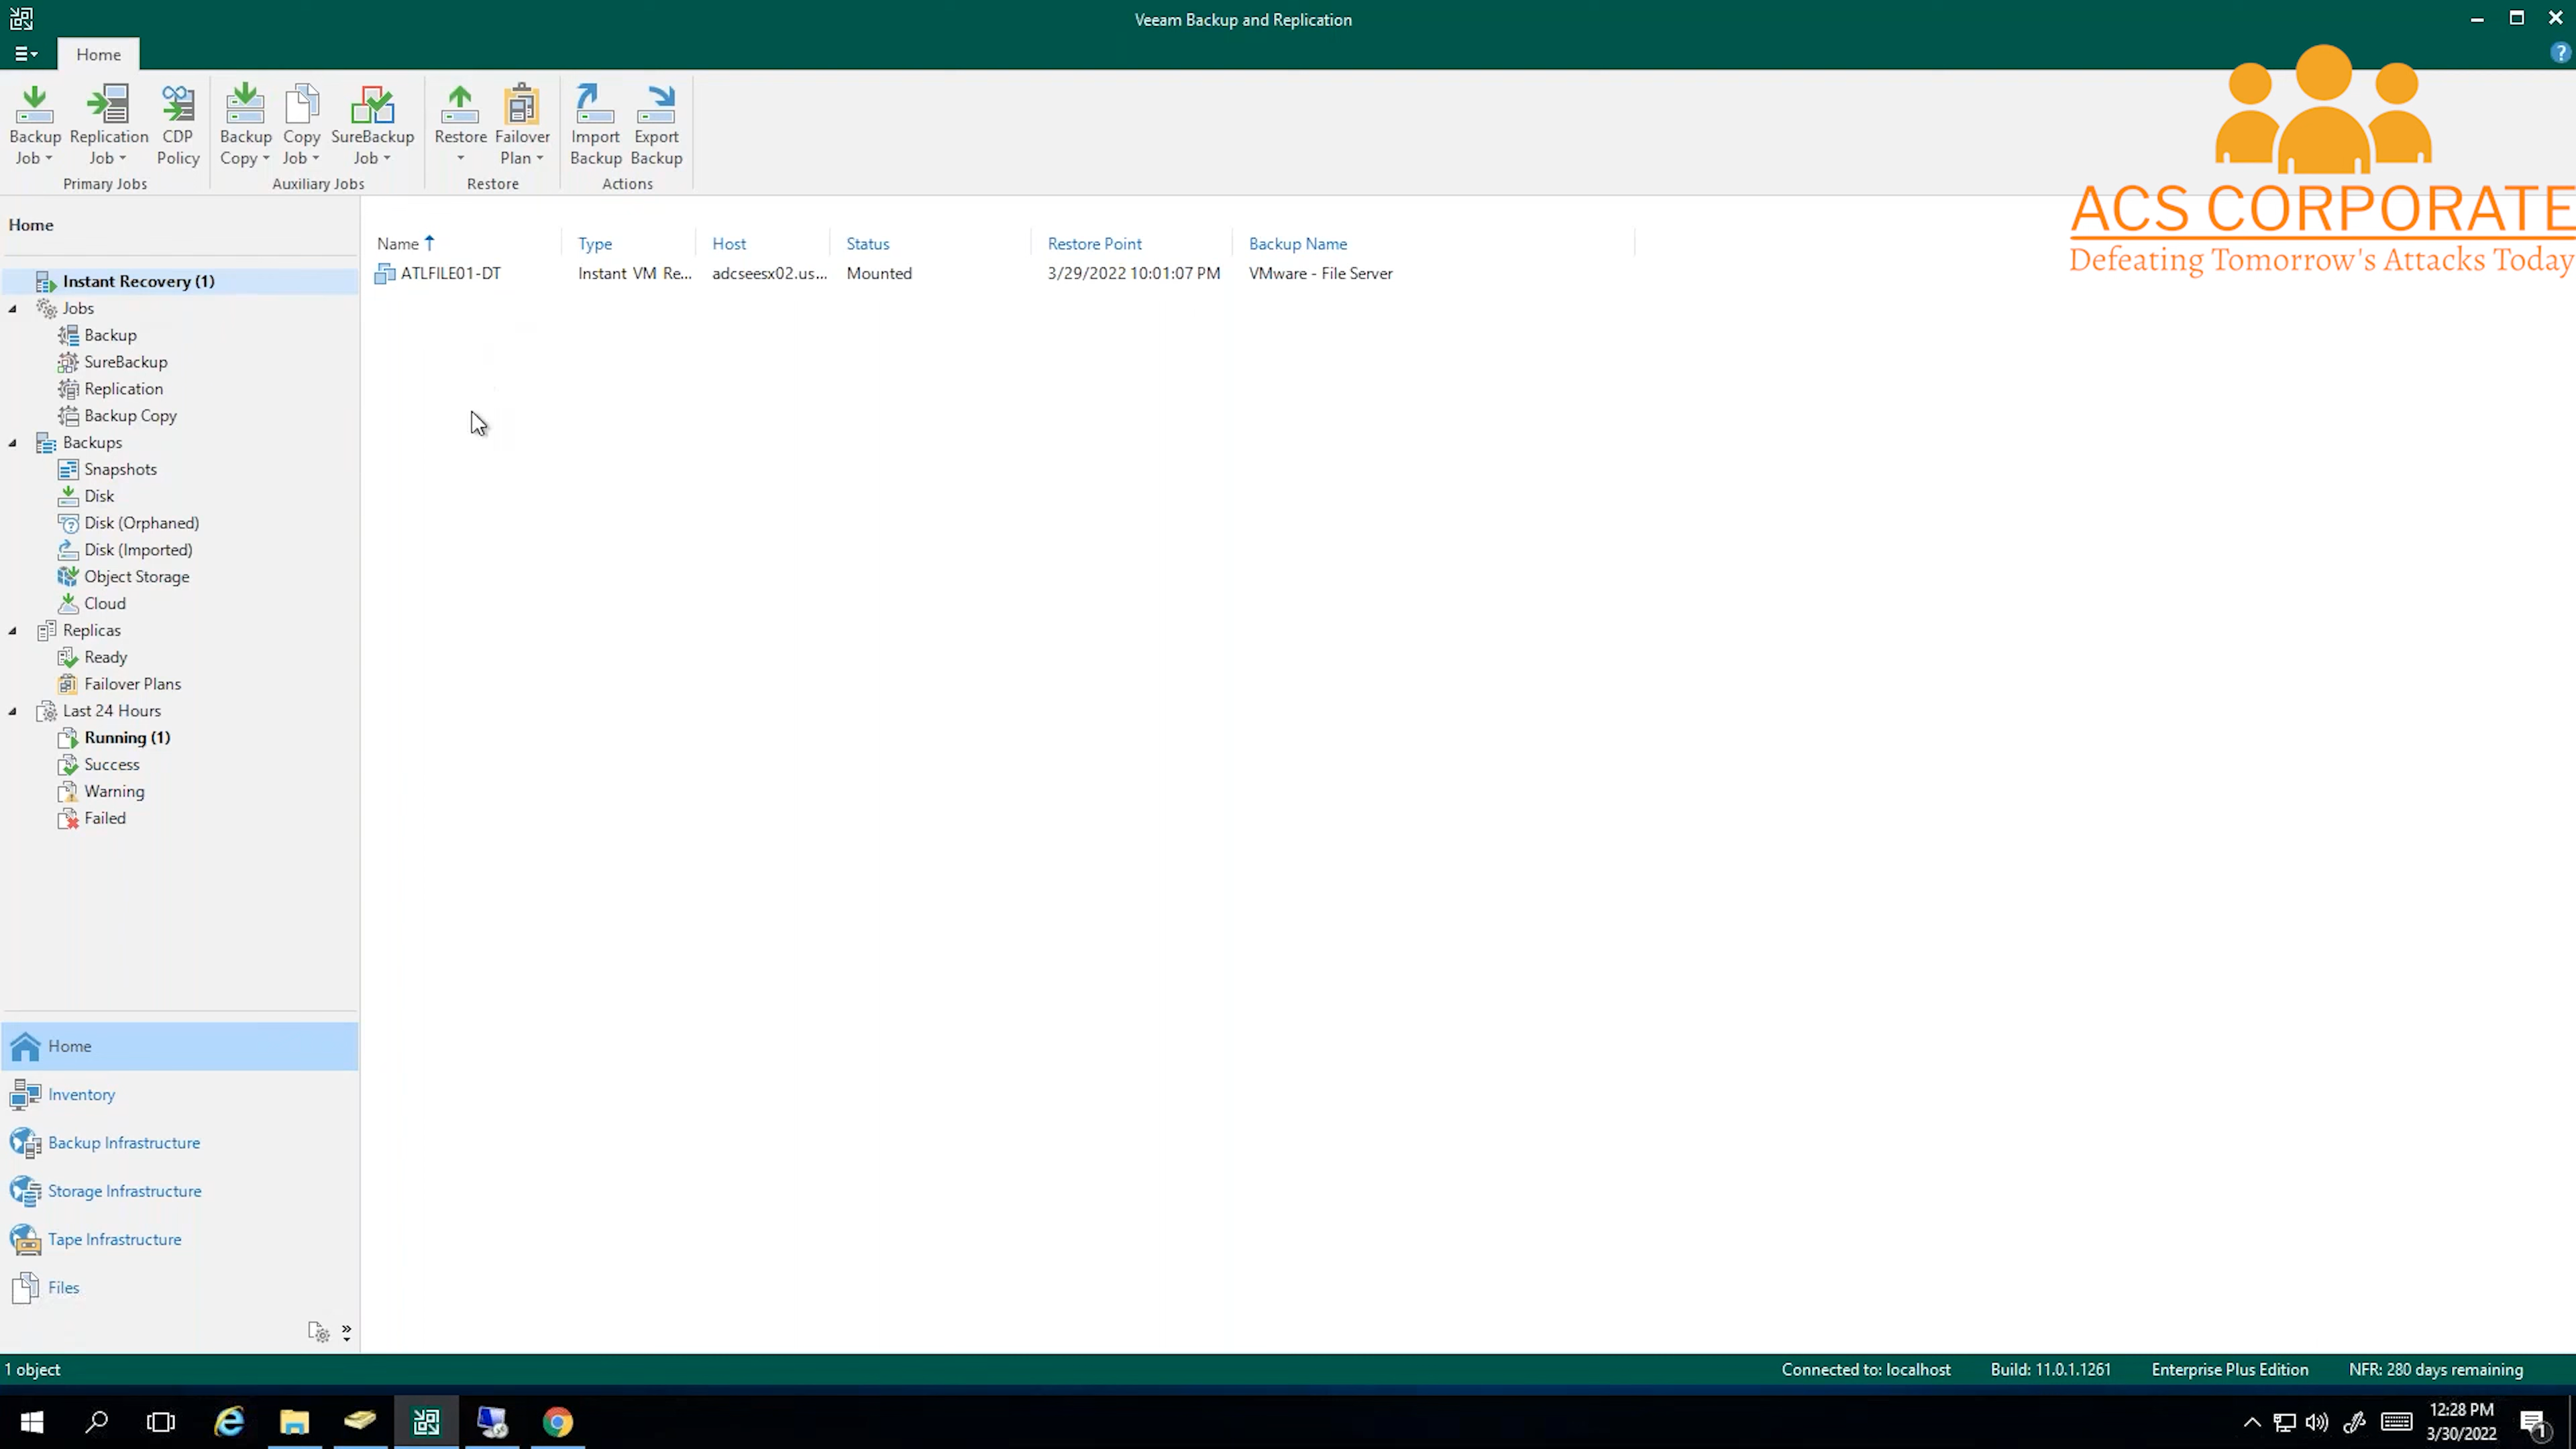 Veeam Backup and Replication
Home
Backup Job
Replication Job
CDP Policy
Primary Jobs
Backup Copy
Copy Job
SureBackup Job
Auxiliary Jobs
Restore
Failover Plan
Restore
Import Backup
Export Backup
Actions
ACS CORPORATE
Defeating Tomorrow's Attacks Today
Home
Instant Recovery (1)
Jobs
Backup
SureBackup
Replication
Backup Copy
Backups
Snapshots
Disk
Disk (Orphaned)
Disk (Imported)
Object Storage
Cloud
Replicas
Ready
Failover Plans
Last 24 Hours
Running (1)
Success
Warning
Failed
Name Type Host Status Restore Point Backup Name
ATLFILE01-DT Instant VM Re... adcseesx02.us... Mounted 3/29/2022 10:01:07 PM VMware - File Server
Home
Inventory
Backup Infrastructure
Storage Infrastructure
Tape Infrastructure
Files
1 object
Connected to: localhost Build: 11.0.1.1261 Enterprise Plus Edition NFR: 280 days remaining
12:28 PM
3/30/2022
1